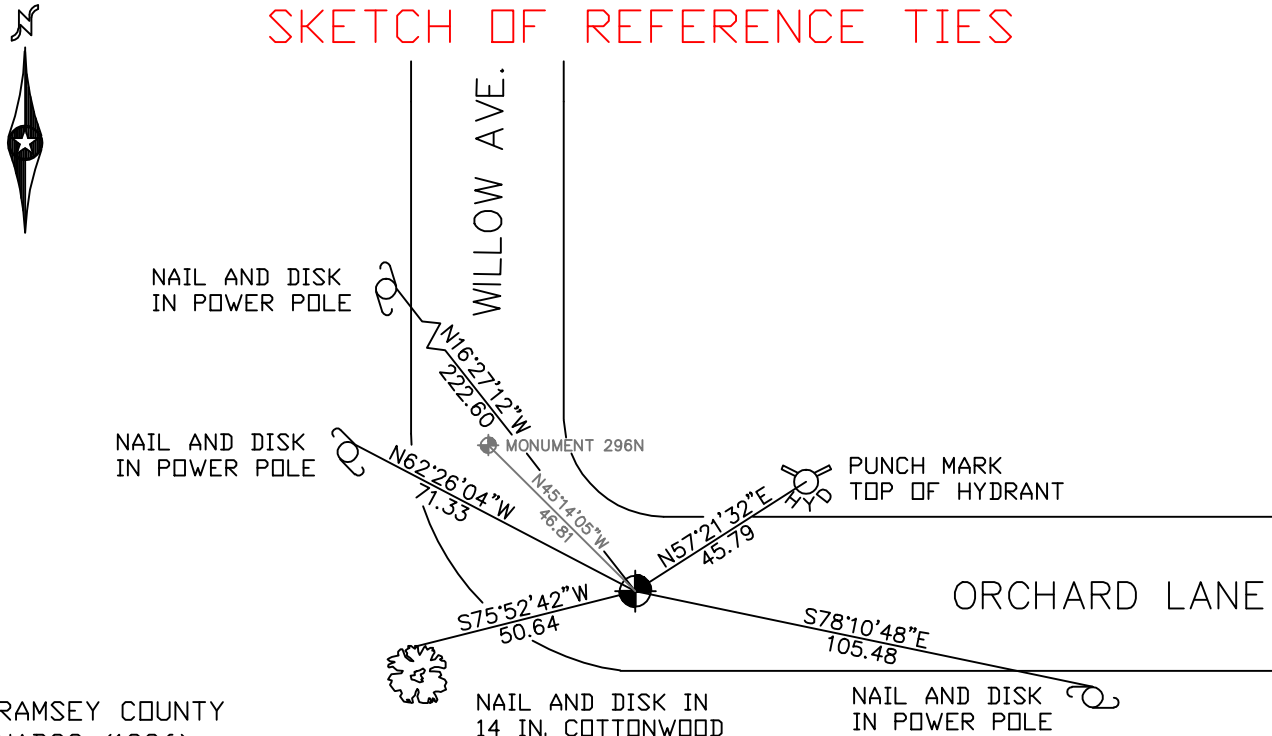 N
SKETCH OF REFERENCE TIES
WILLOW AVE.
NAIL AND DISK
IN POWER POLE
N16°27'12"W
222.60
NAIL AND DISK
IN POWER POLE
N62°26'04"W
71.33
MONUMENT 296N
N45°14'05"W
46.81
PUNCH MARK
TOP OF HYDRANT
HYD
N57°21'32"E
45.79
ORCHARD LANE
S75°52'42"W
50.64
S78°10'48"E
105.48
NAIL AND DISK IN
14 IN. COTTONWOOD
NAIL AND DISK
IN POWER POLE
RAMSEY COUNTY